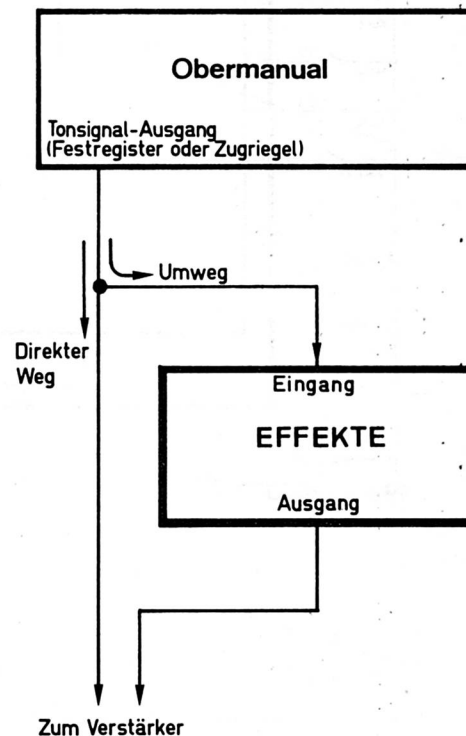 Obermanual
Tonsignal-Ausgang
(Festregister oder Zugriegel)
Umweg
Direkter
Weg
Eingang
EFFEKTE
Ausgang
Zum Verstärker